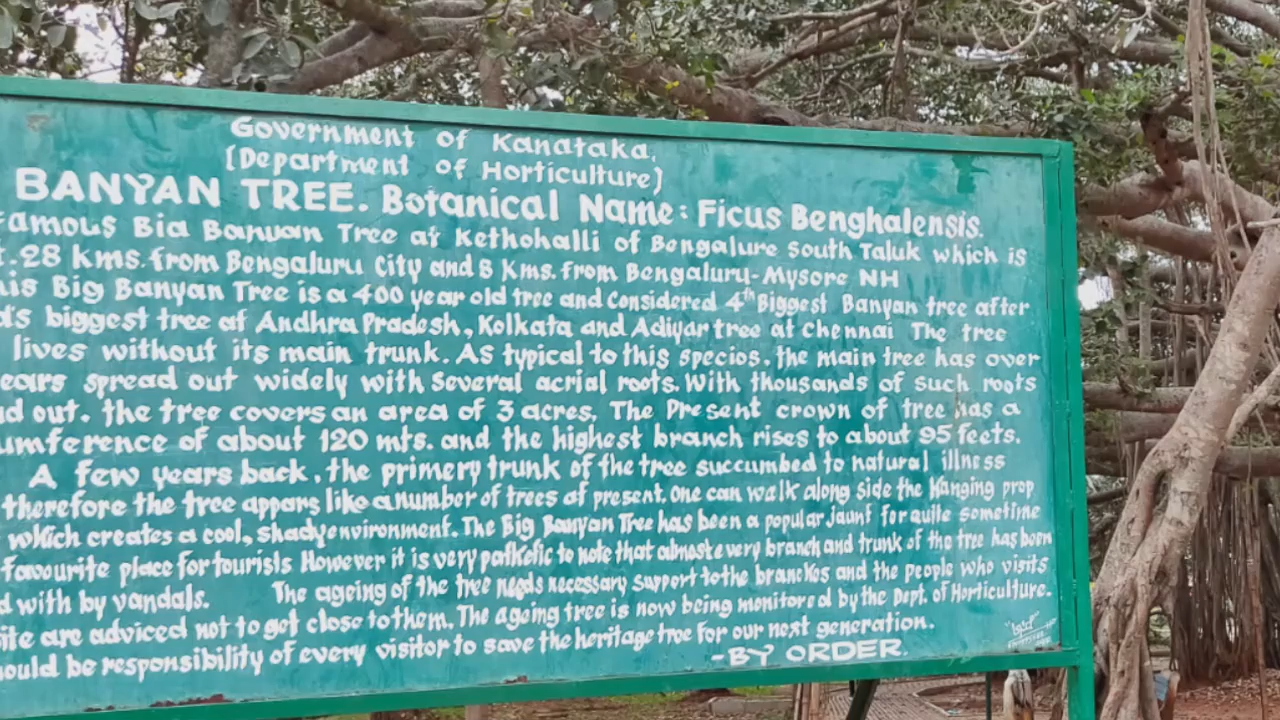 Government of Kanataka,
(Department of Horticulture)
BANYAN TREE. Botanical Name: Ficus Benghalensis.
famous Bia Banuan Tree at Kethohalli of Bengalure South Taluk which is
.28 kms. from Bengaluru City and 8 Kms. from Bengaluru-Mysore NH
his Big Banyan Tree is a 400 year old tree and Considered 4th Biggest Banyan tree after
a's biggest tree at Andhra Pradesh, Kolkata and Adiyar tree at Chennai The tree
lives without its main trunk. As typical to this species. the main tree has over
ears spread out widely with Several acrial roots. With thousands of such roots
d out. the tree covers an area of 3 acres, The Present crown of tree has a
umference of about 120 mts. and the highest branch rises to about 95 feets.
A few years back, the primery trunk of the tree succumbed to natural illness
therefore the tree appars like a number of trees at present. One can walk along side the Hanging prop
which creates a cool, shady environment. The Big Banyan Tree has been a popular jaunt for quite sometime
favourite place for tourists However it is very pathetic to note that almost every branch and trunk of the tree has been
d with by vandals. The ageing of the tree needs necessary support to the branches and the people who visits
ite are adviced not to get close to them, The ageing tree is now being monitored by the Dept. of Horticulture.
ould be responsibility of every visitor to save the heritage tree for our next generation.
-BY ORDER.